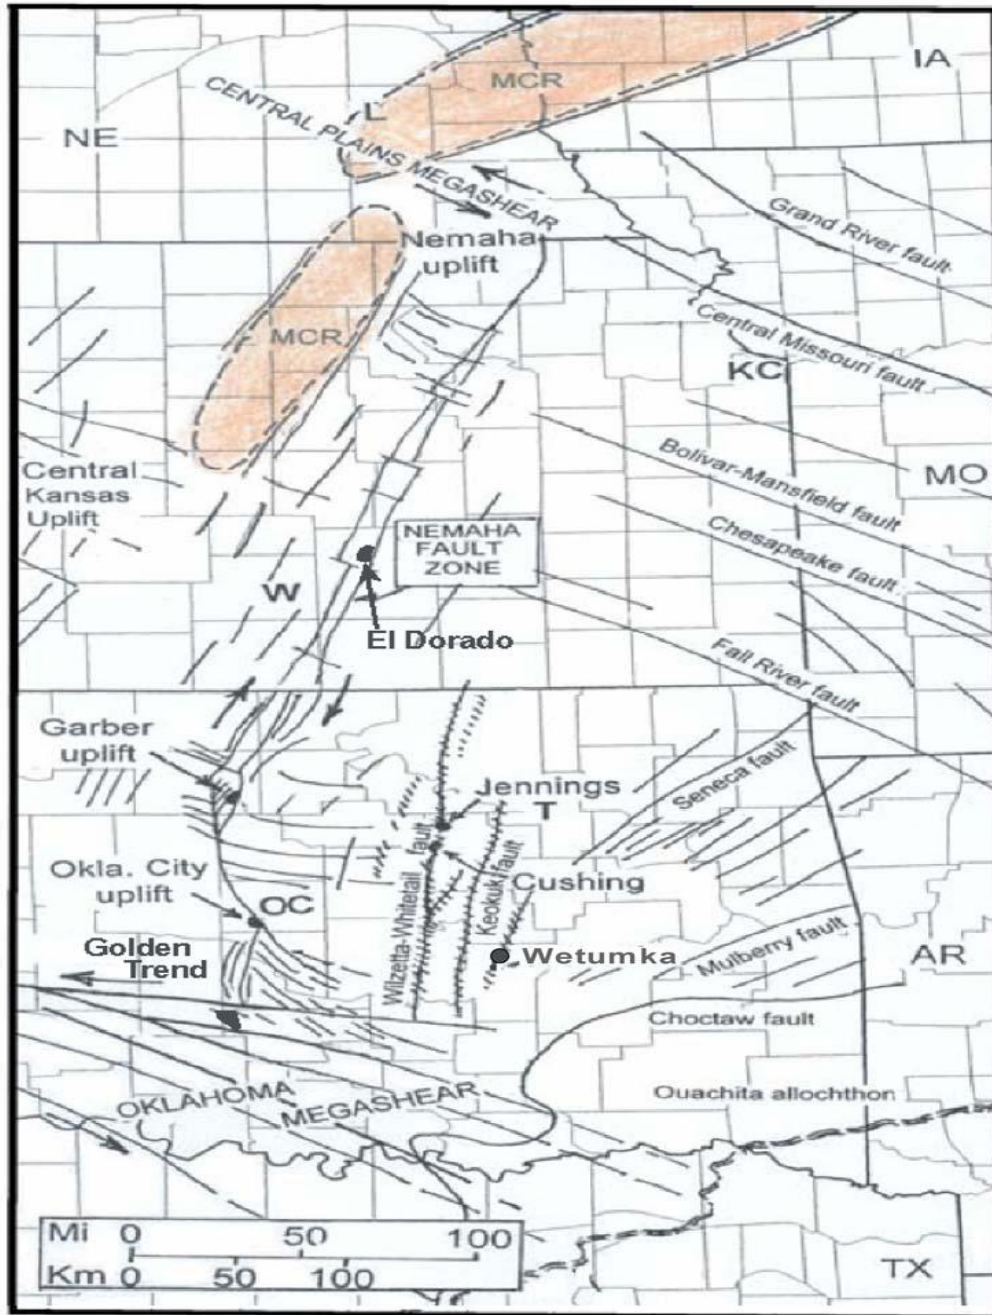 MCR
IA
L
CENTRAL PLAINS MEGASHEAR
NE
Grand River fault
Nemaha
uplift
MCR
Central Missouri fault
KC
Central
Kansas
Uplift
Bolivar-Mansfield fault
MO
Chesapeake fault
NEMAHA
FAULT
ZONE
W
El Dorado
Fall River fault
Garber
uplift
Seneca fault
Jennings
T
Wilzetta-Whitetail fault
Keokuk fault
Okla. City
uplift
OC
Cushing
Golden
Trend
Wetumka
Mulberry fault
AR
Choctaw fault
OKLAHOMA
MEGASHEAR
Ouachita allochthon
Mi 0 50 100
Km 0 50 100
TX